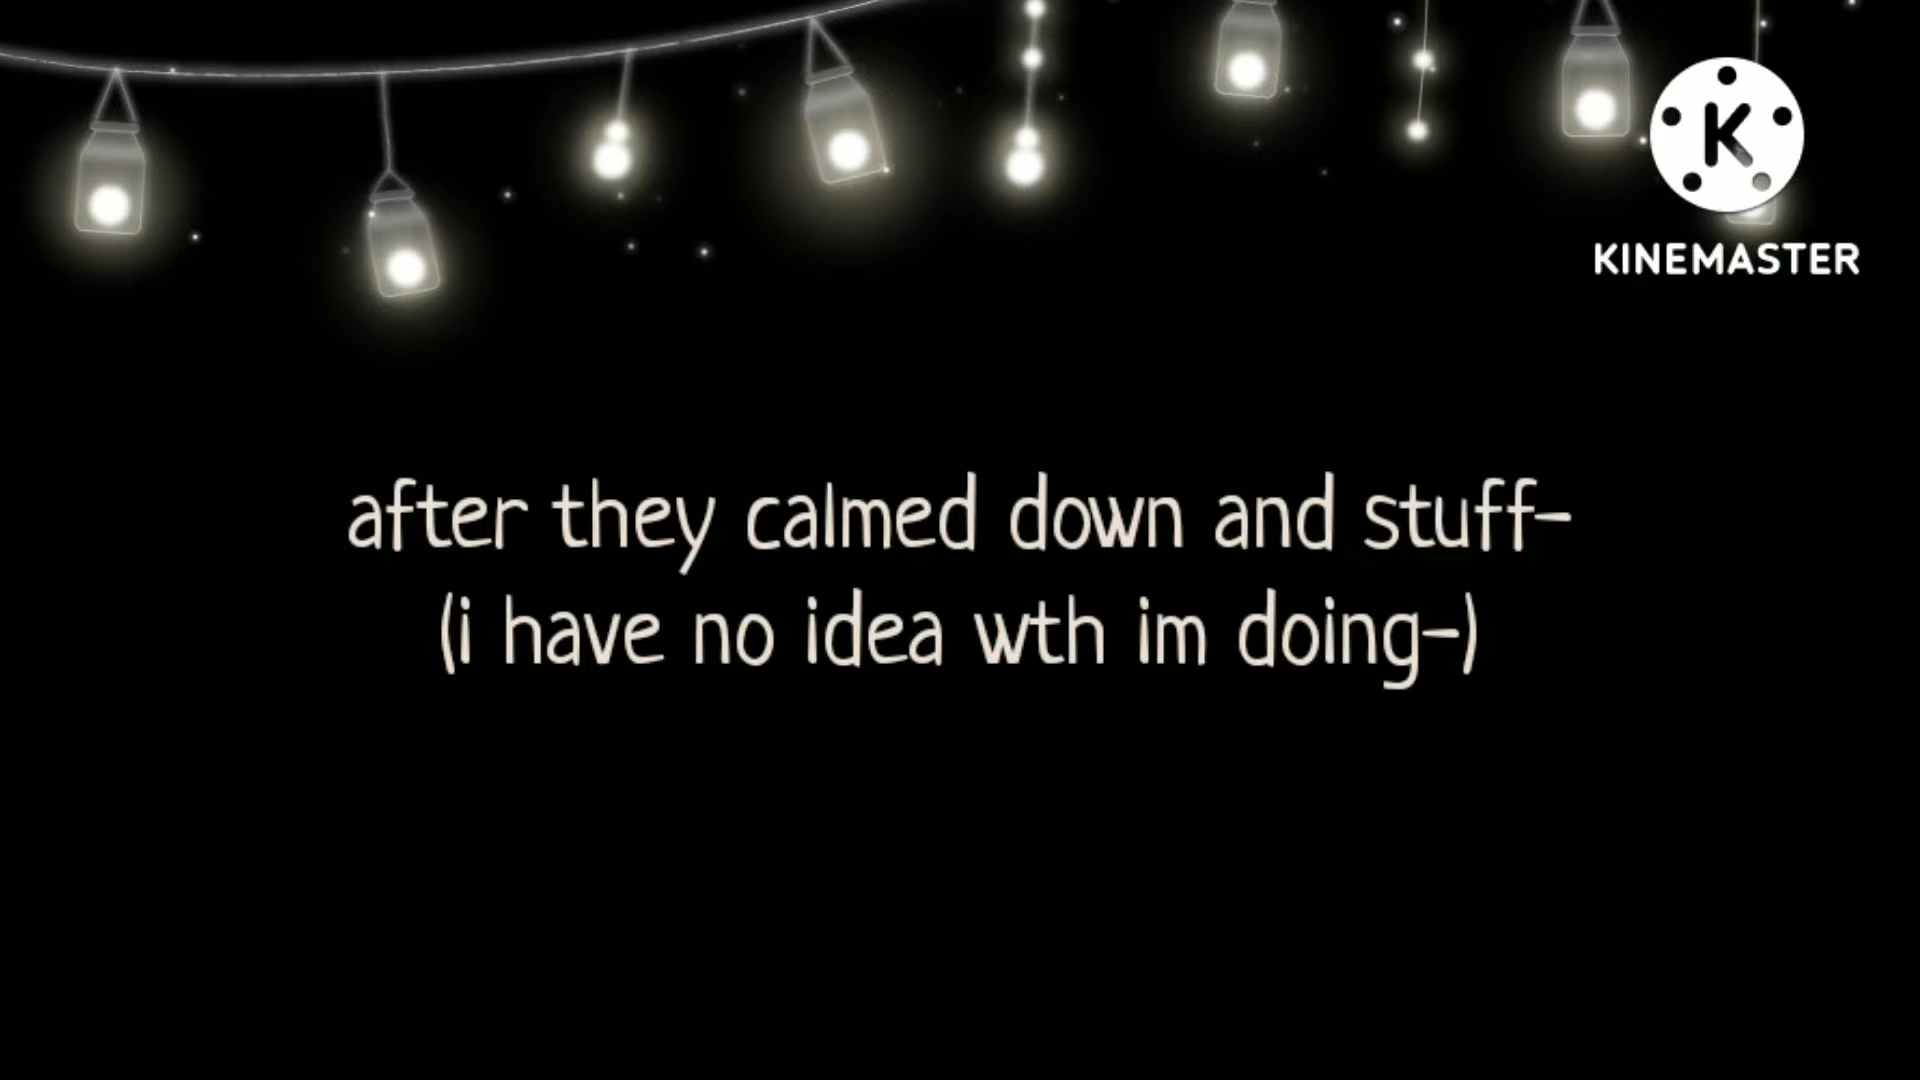 K
KINEMASTER
after they calmed down and stuff-
(i have no idea wth im doing-)